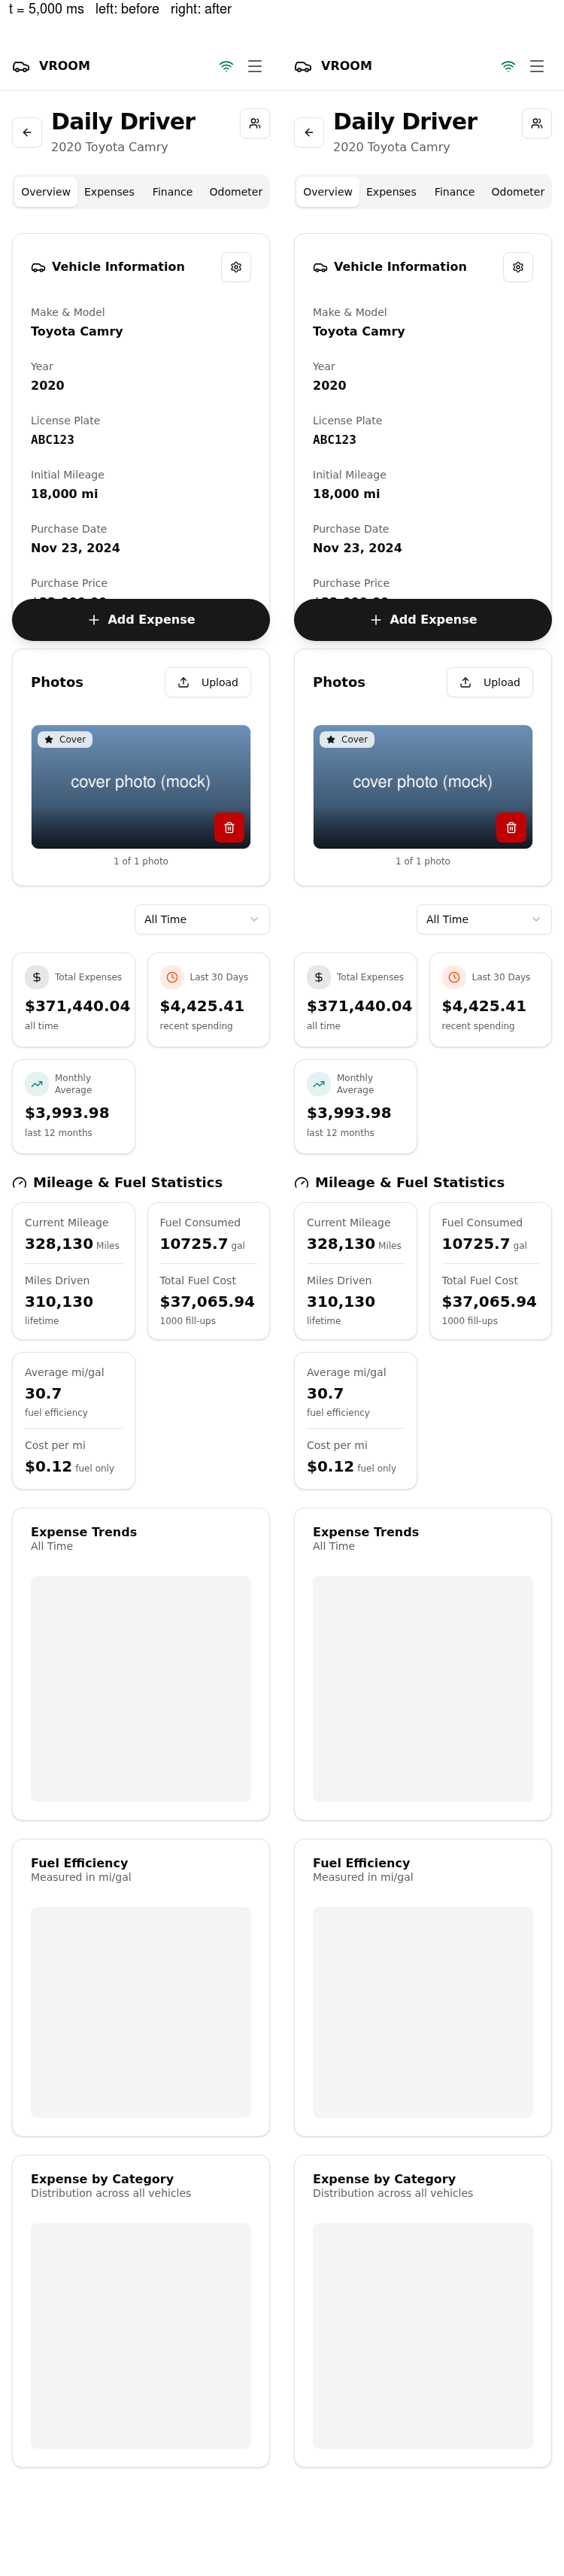 t = 5,000 ms left: before right: after
VROOM
Daily Driver
2020 Toyota Camry
Overview Expenses Finance Odometer
Vehicle Information
Make & Model
Toyota Camry
Year
2020
License Plate
ABC123
Initial Mileage
18,000 mi
Purchase Date
Nov 23, 2024
Purchase Price
Add Expense
Photos
Upload
Cover
cover photo (mock)
1 of 1 photo
All Time
Total Expenses
$371,440.04
all time
Last 30 Days
$4,425.41
recent spending
Monthly
Average
$3,993.98
last 12 months
Mileage & Fuel Statistics
Current Mileage
328,130 Miles
Miles Driven
310,130
lifetime
Fuel Consumed
10725.7 gal
Total Fuel Cost
$37,065.94
1000 fill-ups
Average mi/gal
30.7
fuel efficiency
Cost per mi
$0.12 fuel only
Expense Trends
All Time
Fuel Efficiency
Measured in mi/gal
Expense by Category
Distribution across all vehicles
VROOM
Daily Driver
2020 Toyota Camry
Overview Expenses Finance Odometer
Vehicle Information
Make & Model
Toyota Camry
Year
2020
License Plate
ABC123
Initial Mileage
18,000 mi
Purchase Date
Nov 23, 2024
Purchase Price
Add Expense
Photos
Upload
Cover
cover photo (mock)
1 of 1 photo
All Time
Total Expenses
$371,440.04
all time
Last 30 Days
$4,425.41
recent spending
Monthly
Average
$3,993.98
last 12 months
Mileage & Fuel Statistics
Current Mileage
328,130 Miles
Miles Driven
310,130
lifetime
Fuel Consumed
10725.7 gal
Total Fuel Cost
$37,065.94
1000 fill-ups
Average mi/gal
30.7
fuel efficiency
Cost per mi
$0.12 fuel only
Expense Trends
All Time
Fuel Efficiency
Measured in mi/gal
Expense by Category
Distribution across all vehicles